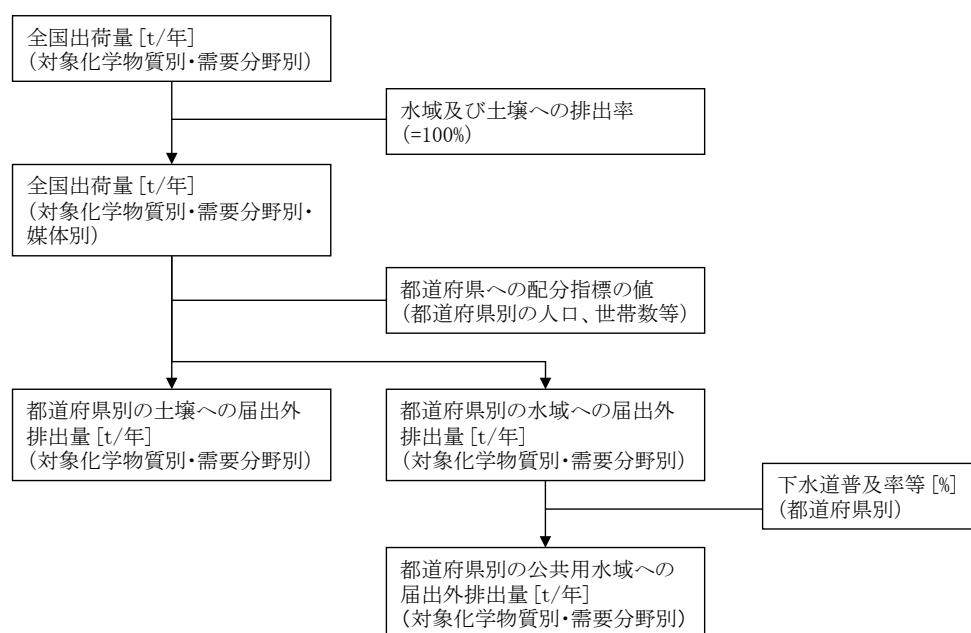 全国出荷量[t/年]
(対象化学物質別・需要分野別)
水域及び土壌への排出率
(=100%)
全国出荷量[t/年]
(対象化学物質別・需要分野別・
媒体別)
都道府県への配分指標の値
(都道府県別の人口、世帯数等)
都道府県別の土壌への届出外
排出量[t/年]
(対象化学物質別・需要分野別)
都道府県別の水域への届出外
排出量[t/年]
(対象化学物質別・需要分野別)
下水道普及率等[%]
(都道府県別)
都道府県別の公共用水域への
届出外排出量[t/年]
(対象化学物質別・需要分野別)